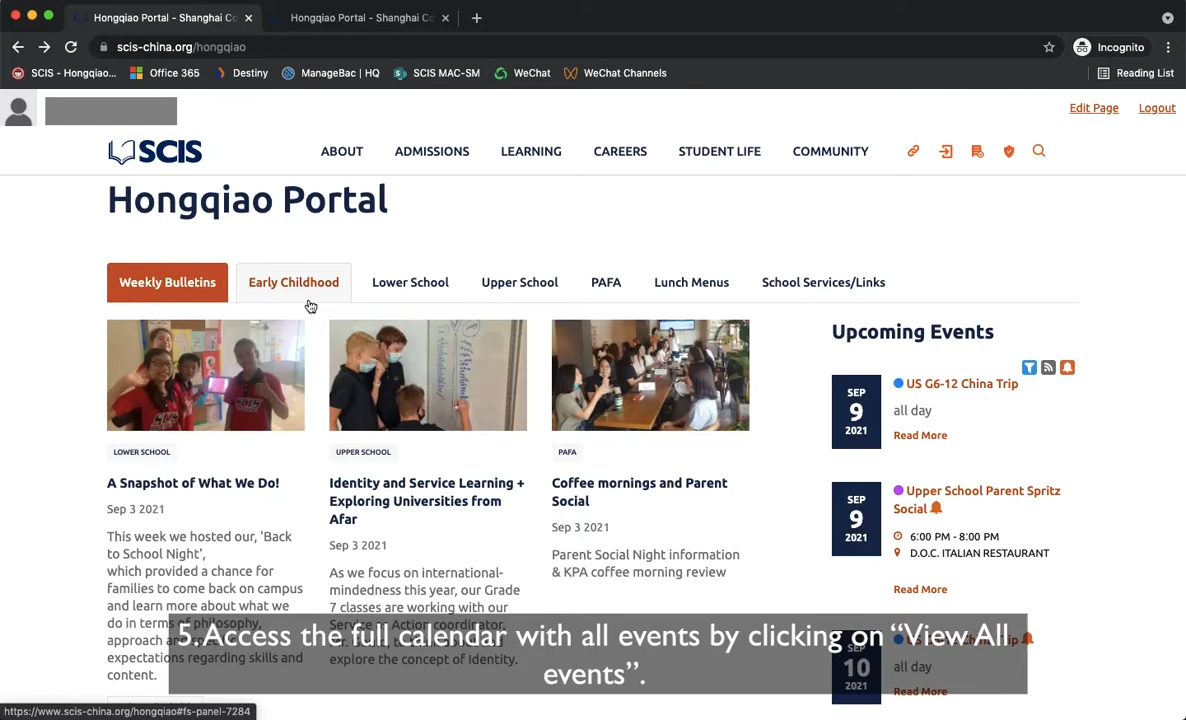 Hongqiao Portal - Shanghai Co
Hongqiao Portal - Shanghai Co
scis-china.org/hongqiao
Incognito
SCIS - Hongqiao...
Office 365
Destiny
ManageBac | HQ
SCIS MAC-SM
WeChat
WeChat Channels
Reading List
Edit Page
Logout
SCIS
ABOUT
ADMISSIONS
LEARNING
CAREERS
STUDENT LIFE
COMMUNITY
Hongqiao Portal
Weekly Bulletins
Early Childhood
Lower School
Upper School
PAFA
Lunch Menus
School Services/Links
LOWER SCHOOL
A Snapshot of What We Do!
Sep 3 2021
This week we hosted our, 'Back
to School Night',
which provided a chance for
families to come back on campus
and learn more about what we
do in terms of philosophy,
approach and specific
expectations regarding skills and
content.
UPPER SCHOOL
Identity and Service Learning +
Exploring Universities from
Afar
Sep 3 2021
As we focus on international-
mindedness this year, our Grade
7 classes are working with our
Service as Action coordinator,
explore the concept of Identity.
PAFA
Coffee mornings and Parent
Social
Sep 3 2021
Parent Social Night information
& KPA coffee morning review
Upcoming Events
SEP
9
2021
US G6-12 China Trip
all day
Read More
SEP
9
2021
Upper School Parent Spritz
Social
6:00 PM - 8:00 PM
D.O.C. ITALIAN RESTAURANT
Read More
SEP
10
2021
all day
Read More
5. Access the full calendar with all events by clicking on “View All
events”.
https://www.scis-china.org/hongqiao#fs-panel-7284